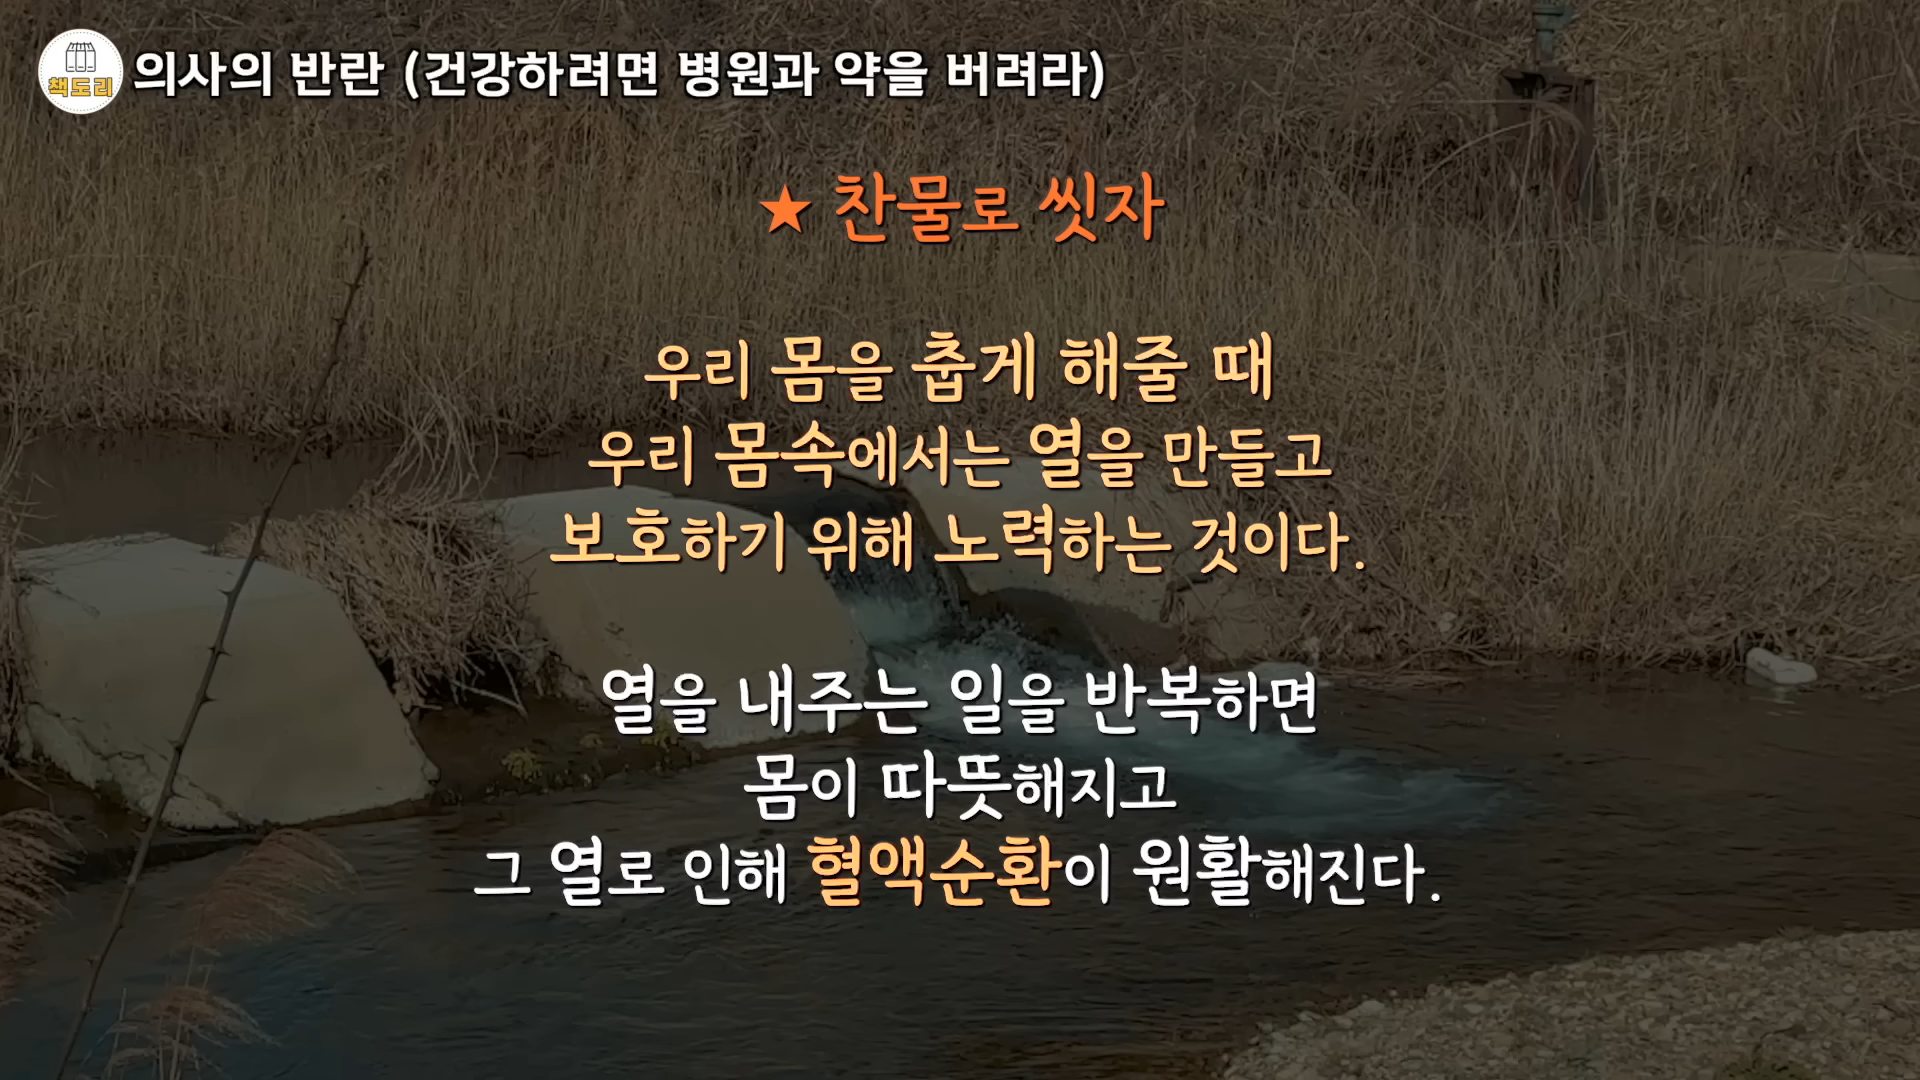 책도리
의사의 반란 (건강하려면 병원과 약을 버려라)
★ 찬물로 씻자
우리 몸을 춥게 해줄 때
우리 몸속에서는 열을 만들고
보호하기 위해 노력하는 것이다.
열을 내주는 일을 반복하면
몸이 따뜻해지고
그 열로 인해 혈액순환이 원활해진다.